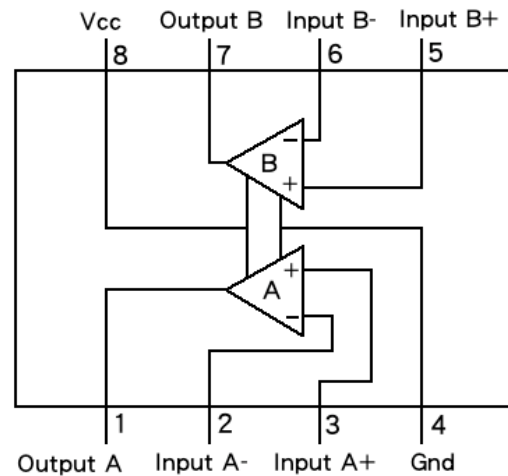 Vcc Output B Input B- Input B+
8 7 6 5
−
B
+
+
A
−
1 2 3 4
Output A Input A- Input A+ Gnd